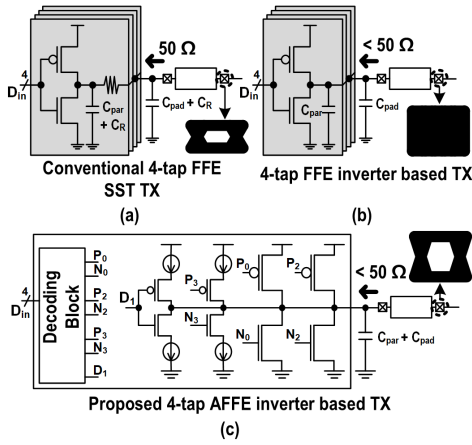 50 Ω
4
Din
Cpar
+ CR
Cpad + CR
Conventional 4-tap FFE
SST TX
(a)
< 50 Ω
4
Din
Cpar
Cpad
4-tap FFE inverter based TX
(b)
4
Din
Decoding
Block
P0
N0
P2
N2
P3
N3
D1
D1
P3
N3
P0
N0
P2
N2
< 50 Ω
Cpar + Cpad
Proposed 4-tap AFFE inverter based TX
(c)